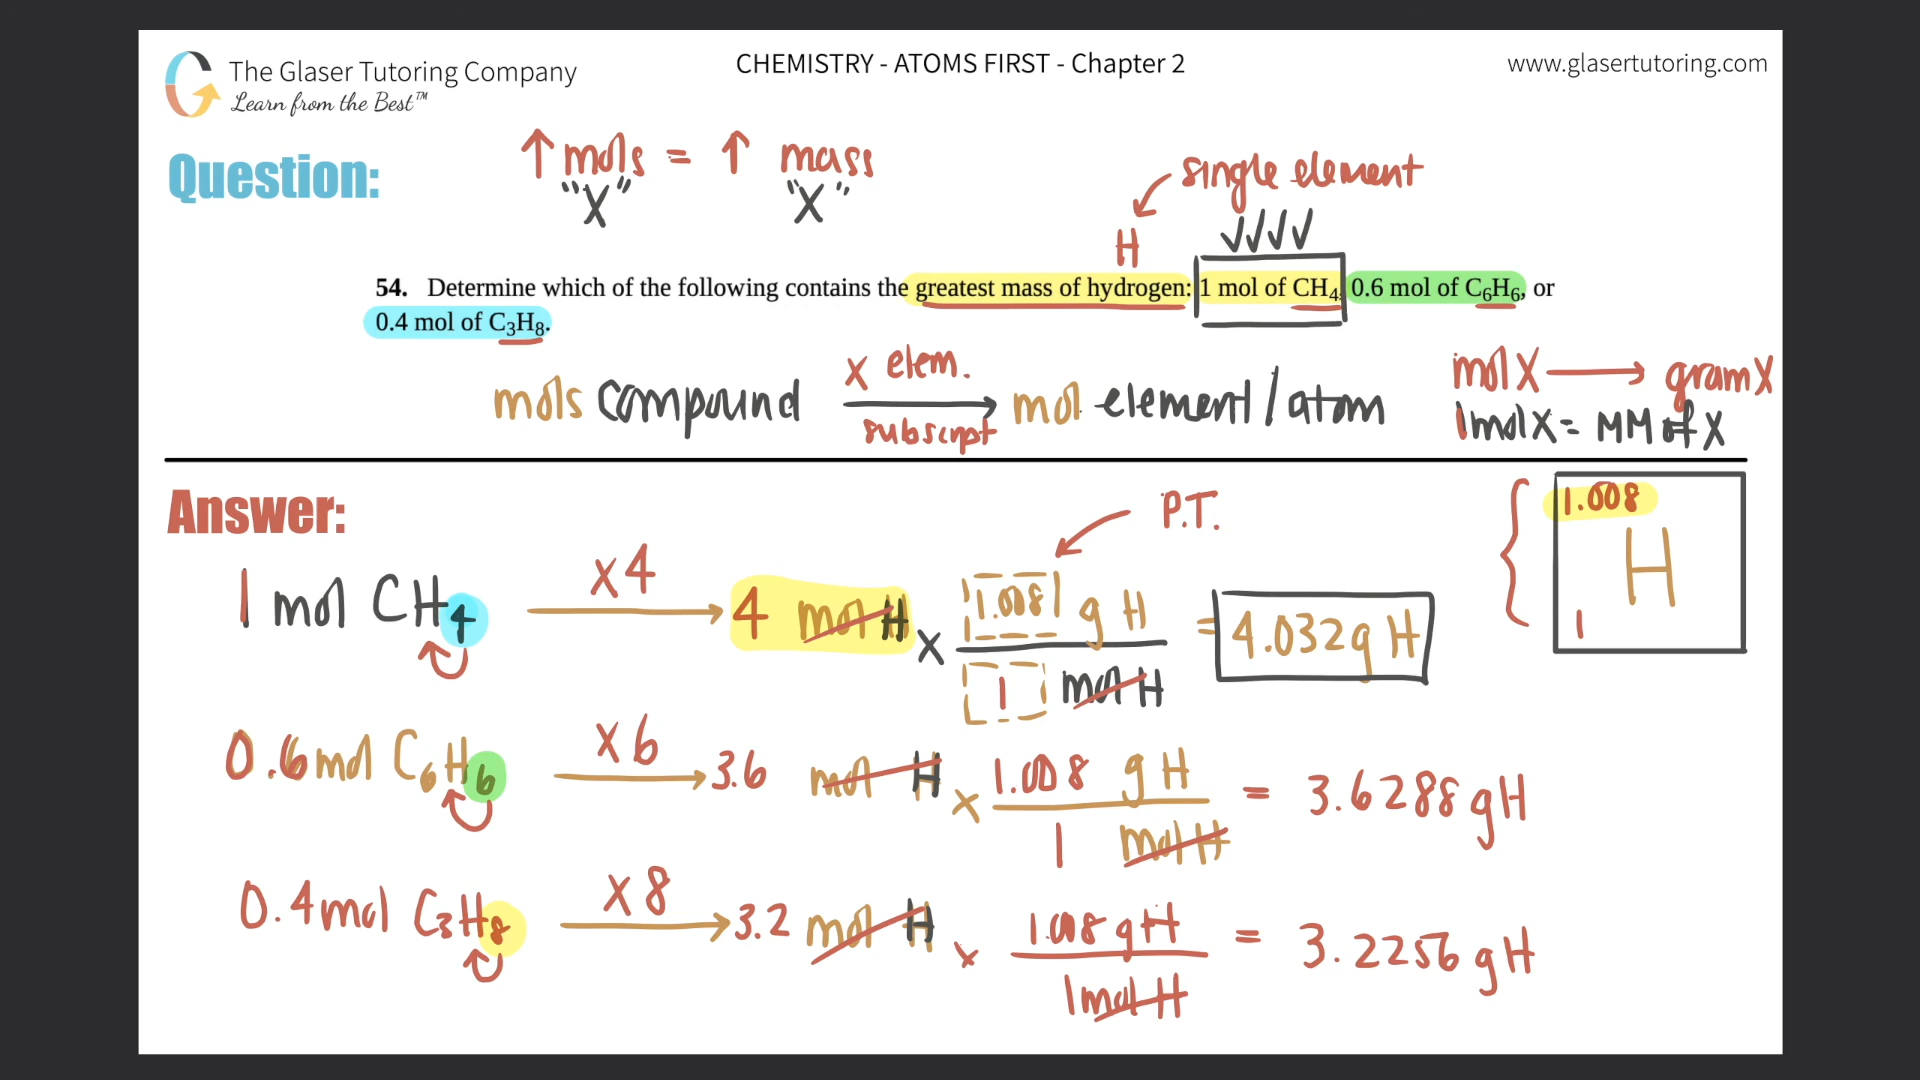 The Glaser Tutoring Company
Learn from the Best™
CHEMISTRY - ATOMS FIRST - Chapter 2
www.glasertutoring.com
Question:
↑ mols = ↑ mass
"X" "X"
single element
H
✓✓✓✓
54. Determine which of the following contains the greatest mass of hydrogen: 1 mol of CH₄, 0.6 mol of C₆H₆, or
0.4 mol of C₃H₈.
mols compound x elem. subscript → mol element/atom
mol X → gram X
1 mol X = MM of X
Answer:
P.T.
1.008
H
1
1 mol CH₄ x4 → 4 mol H x 1.008 g H / 1 mol H = 4.032 g H
0.6 mol C₆H₆ x6 → 3.6 mol H x 1.008 g H / 1 mol H = 3.6288 g H
0.4 mol C₃H₈ x8 → 3.2 mol H x 1.008 g H / 1 mol H = 3.2256 g H